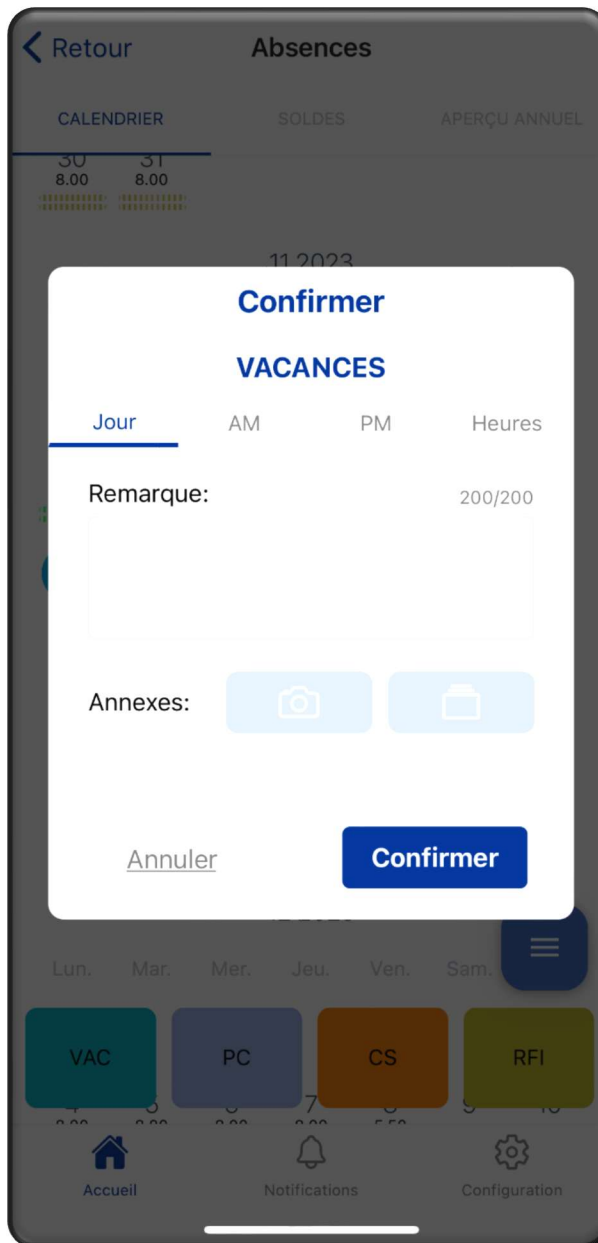 Retour Absences
CALENDRIER SOLDES APERÇU ANNUEL
30 31
8.00 8.00
11 2023
Confirmer
VACANCES
Jour AM PM Heures
Remarque: 200/200
Annexes:
Annuler Confirmer
Lun. Mar. Mer. Jeu. Ven. Sam.
VAC PC CS RFI
7
Accueil Notifications Configuration